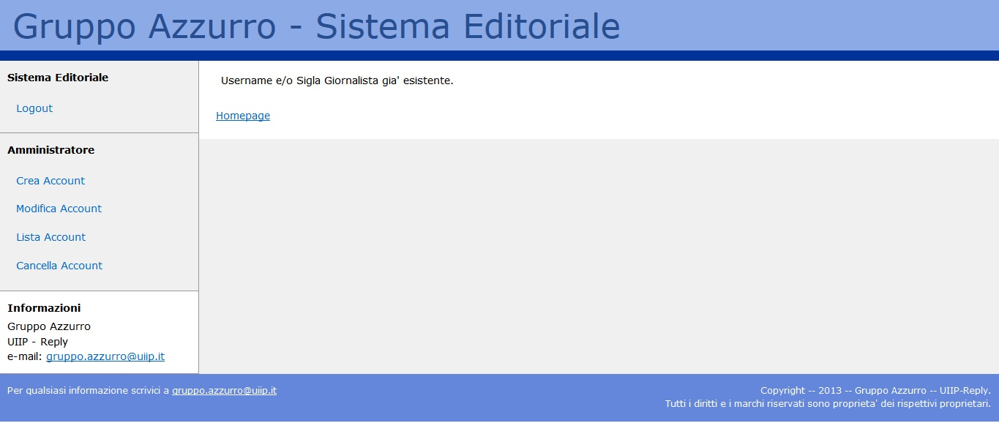 Gruppo Azzurro - Sistema Editoriale
Sistema Editoriale
Logout
Amministratore
Crea Account
Modifica Account
Lista Account
Cancella Account
Informazioni
Gruppo Azzurro
UIIP - Reply
e-mail: gruppo.azzurro@uiip.it
Username e/o Sigla Giornalista gia' esistente.
Homepage
Per qualsiasi informazione scrivici a gruppo.azzurro@uiip.it
Copyright -- 2013 -- Gruppo Azzurro -- UIIP-Reply.
Tutti i diritti e i marchi riservati sono proprieta' dei rispettivi proprietari.